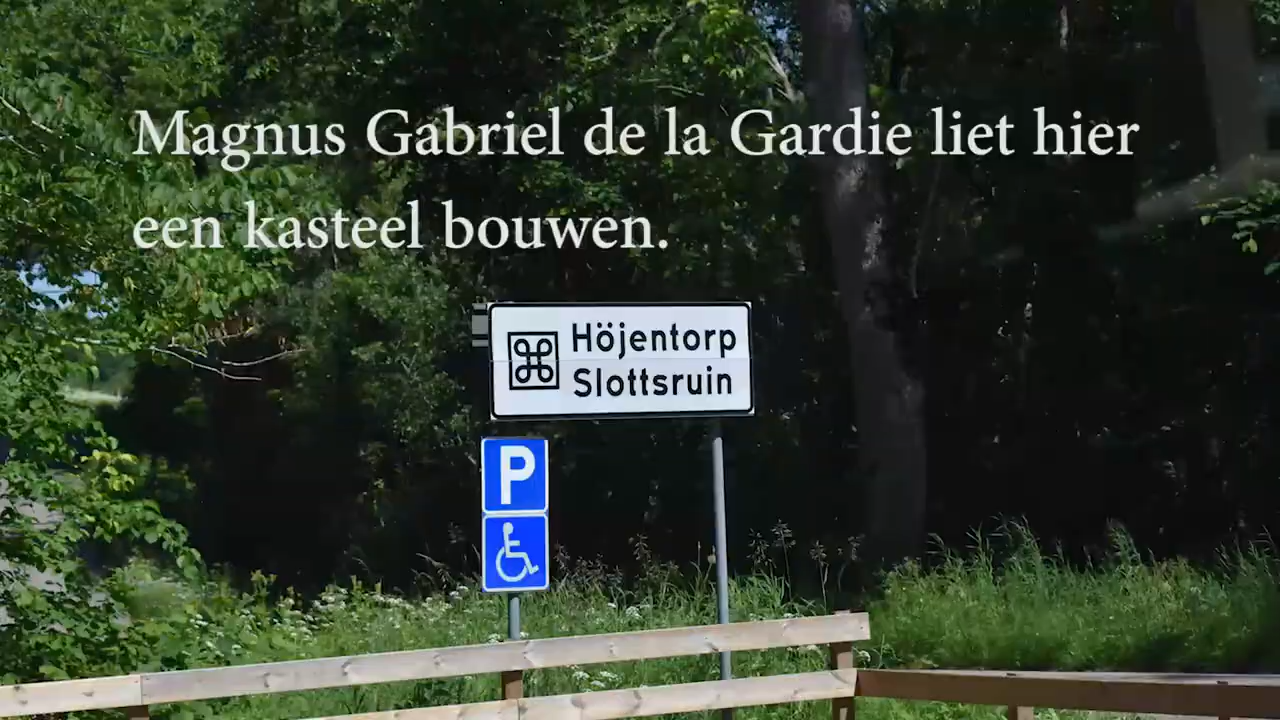 Magnus Gabriel de la Gardie liet hier
een kasteel bouwen.
Höjentorp
Slottsruin
P